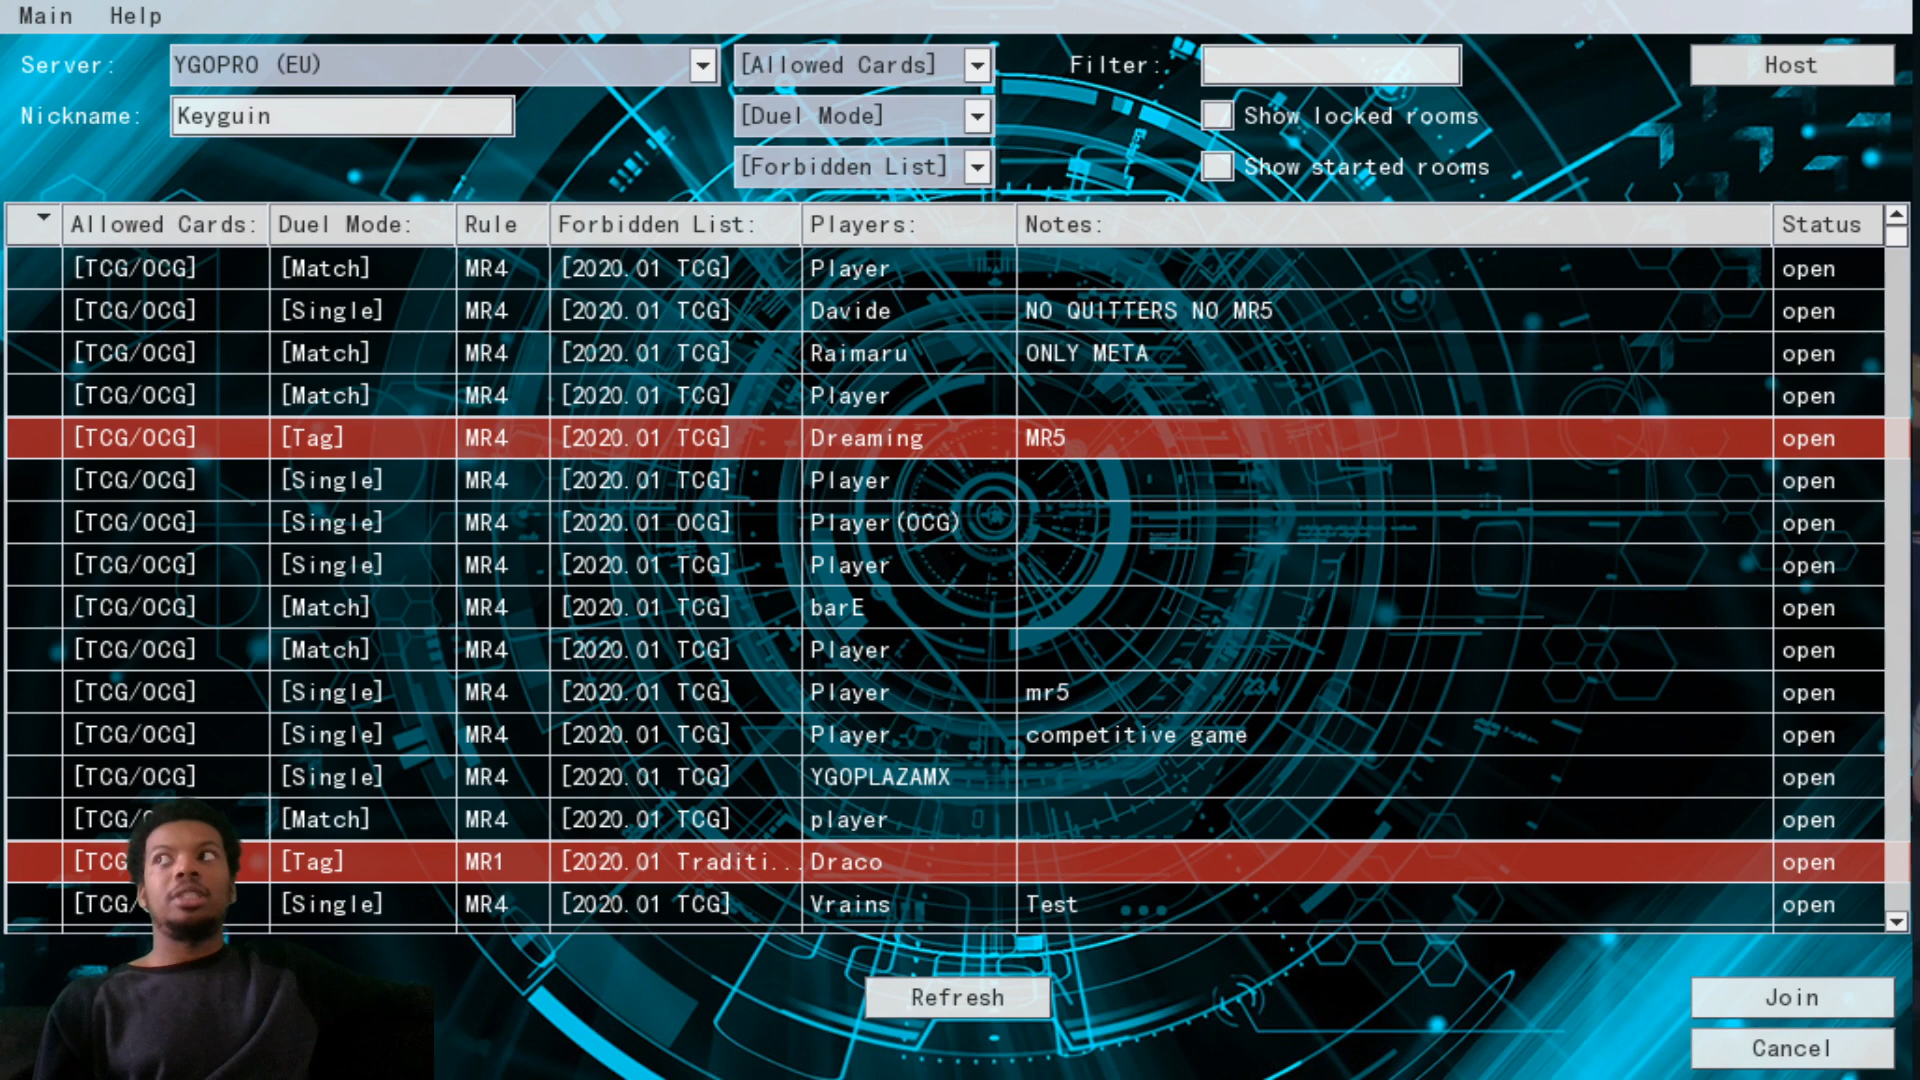 Main Help
Server: YGOPRO (EU) [Allowed Cards] Filter: Host
Nickname: Keyguin [Duel Mode] Show locked rooms
[Forbidden List] Show started rooms
Allowed Cards: Duel Mode: Rule Forbidden List: Players: Notes: Status
[TCG/OCG] [Match] MR4 [2020.01 TCG] Player open
[TCG/OCG] [Single] MR4 [2020.01 TCG] Davide NO QUITTERS NO MR5 open
[TCG/OCG] [Match] MR4 [2020.01 TCG] Raimaru ONLY META open
[TCG/OCG] [Match] MR4 [2020.01 TCG] Player open
[TCG/OCG] [Tag] MR4 [2020.01 TCG] Dreaming MR5 open
[TCG/OCG] [Single] MR4 [2020.01 TCG] Player open
[TCG/OCG] [Single] MR4 [2020.01 OCG] Player(OCG) open
[TCG/OCG] [Single] MR4 [2020.01 TCG] Player open
[TCG/OCG] [Match] MR4 [2020.01 TCG] barE open
[TCG/OCG] [Match] MR4 [2020.01 TCG] Player open
[TCG/OCG] [Single] MR4 [2020.01 TCG] Player mr5 open
[TCG/OCG] [Single] MR4 [2020.01 TCG] Player competitive game open
[TCG/OCG] [Single] MR4 [2020.01 TCG] YGOPLAZAMX open
[TCG/ [Match] MR4 [2020.01 TCG] player open
[TCG [Tag] MR1 [2020.01 Traditi... Draco open
[TCG/ [Single] MR4 [2020.01 TCG] Vrains Test open
Refresh Join
Cancel